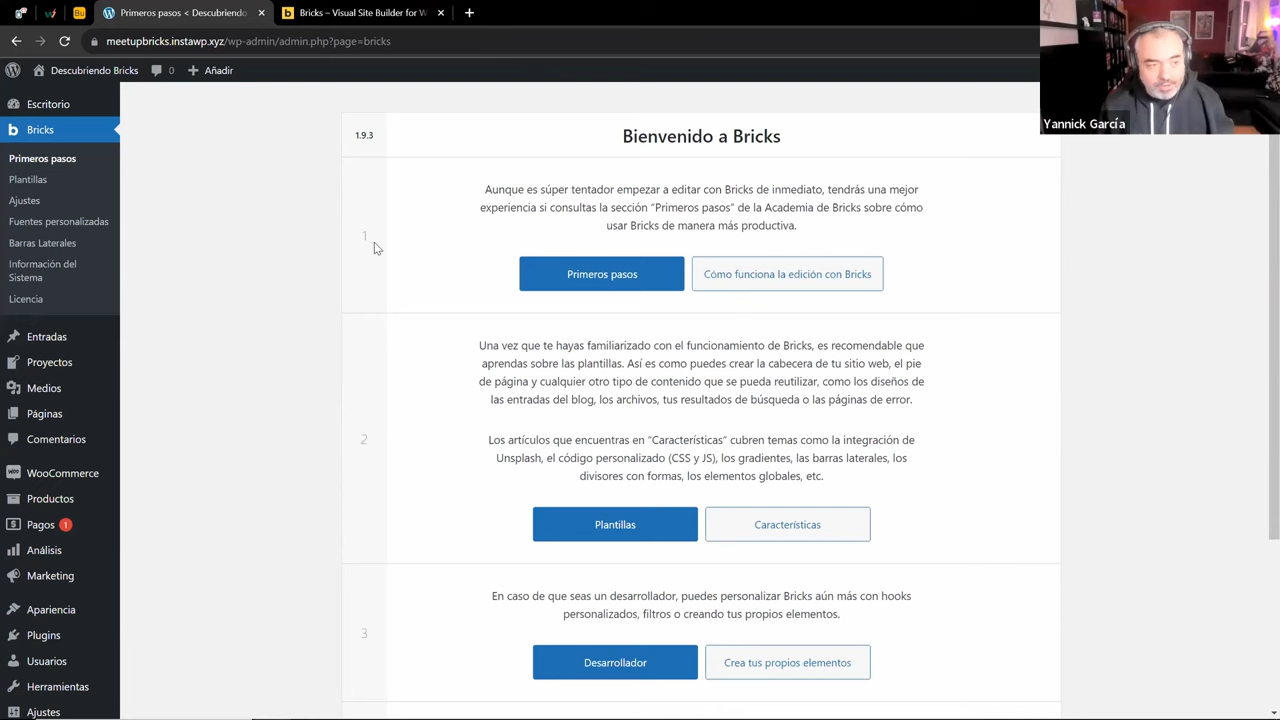 Primeros pasos < Descubriendo
Bricks – Visual Site Builder for W
meetupbricks.instawp.xyz/wp-admin/admin.php?page=bricks
Descubriendo Bricks
0
Añadir
Yannick García
Escritorio
Bricks
Primeros pasos
Plantillas
Ajustes
Fuentes personalizadas
Barras Laterales
Información del
Sistema
Licencia
Entradas
Proyectos
Medios
Páginas
Comentarios
WooCommerce
Productos
Pagos 1
Análisis
Marketing
Apariencia
Plugins
Usuarios
Herramientas
Ajustes
1.9.3
Bienvenido a Bricks
1
Aunque es súper tentador empezar a editar con Bricks de inmediato, tendrás una mejor
experiencia si consultas la sección “Primeros pasos” de la Academia de Bricks sobre cómo
usar Bricks de manera más productiva.
Primeros pasos
Cómo funciona la edición con Bricks
2
Una vez que te hayas familiarizado con el funcionamiento de Bricks, es recomendable que
aprendas sobre las plantillas. Así es como puedes crear la cabecera de tu sitio web, el pie
de página y cualquier otro tipo de contenido que se pueda reutilizar, como los diseños de
las entradas del blog, los archivos, tus resultados de búsqueda o las páginas de error.
Los artículos que encuentras en “Características” cubren temas como la integración de
Unsplash, el código personalizado (CSS y JS), los gradientes, las barras laterales, los
divisores con formas, los elementos globales, etc.
Plantillas
Características
3
En caso de que seas un desarrollador, puedes personalizar Bricks aún más con hooks
personalizados, filtros o creando tus propios elementos.
Desarrollador
Crea tus propios elementos